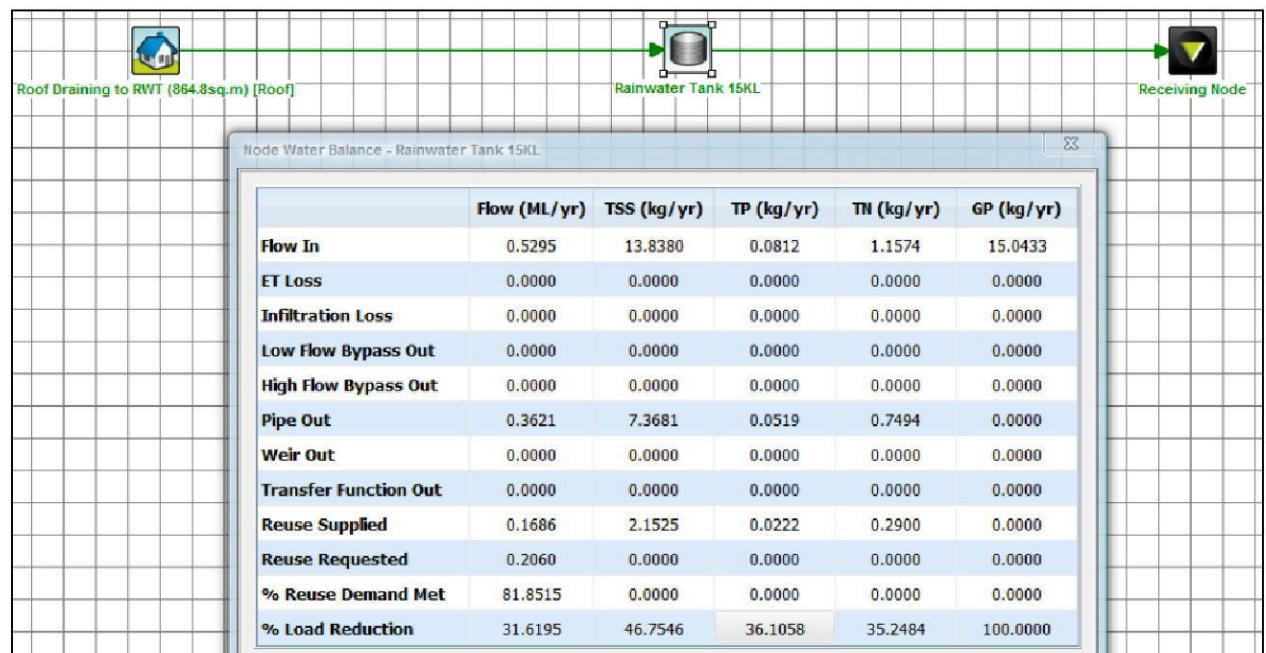 Roof Draining to RWT (864.8sq.m) [Roof] Rainwater Tank 15KL Receiving Node
Node Water Balance - Rainwater Tank 15KL
Flow (ML/yr) TSS (kg/yr) TP (kg/yr) TN (kg/yr) GP (kg/yr)
Flow In 0.5295 13.8380 0.0812 1.1574 15.0433
ET Loss 0.0000 0.0000 0.0000 0.0000 0.0000
Infiltration Loss 0.0000 0.0000 0.0000 0.0000 0.0000
Low Flow Bypass Out 0.0000 0.0000 0.0000 0.0000 0.0000
High Flow Bypass Out 0.0000 0.0000 0.0000 0.0000 0.0000
Pipe Out 0.3621 7.3681 0.0519 0.7494 0.0000
Weir Out 0.0000 0.0000 0.0000 0.0000 0.0000
Transfer Function Out 0.0000 0.0000 0.0000 0.0000 0.0000
Reuse Supplied 0.1686 2.1525 0.0222 0.2900 0.0000
Reuse Requested 0.2060 0.0000 0.0000 0.0000 0.0000
% Reuse Demand Met 81.8515 0.0000 0.0000 0.0000 0.0000
% Load Reduction 31.6195 46.7546 36.1058 35.2484 100.0000